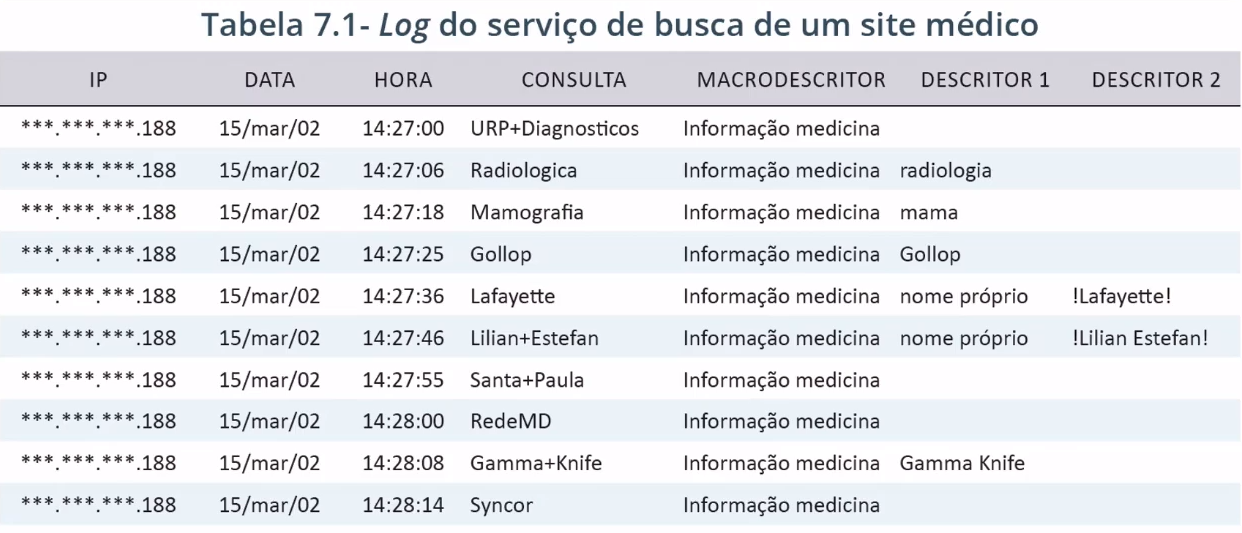 Tabela 7.1- Log do serviço de busca de um site médico
IP DATA HORA CONSULTA MACRODESCRITOR DESCRITOR 1 DESCRITOR 2
***.***.***.188 15/mar/02 14:27:00 URP+Diagnosticos Informação medicina
***.***.***.188 15/mar/02 14:27:06 Radiologica Informação medicina radiologia
***.***.***.188 15/mar/02 14:27:18 Mamografia Informação medicina mama
***.***.***.188 15/mar/02 14:27:25 Gollop Informação medicina Gollop
***.***.***.188 15/mar/02 14:27:36 Lafayette Informação medicina nome próprio !Lafayette!
***.***.***.188 15/mar/02 14:27:46 Lilian+Estefan Informação medicina nome próprio !Lilian Estefan!
***.***.***.188 15/mar/02 14:27:55 Santa+Paula Informação medicina
***.***.***.188 15/mar/02 14:28:00 RedeMD Informação medicina
***.***.***.188 15/mar/02 14:28:08 Gamma+Knife Informação medicina Gamma Knife
***.***.***.188 15/mar/02 14:28:14 Syncor Informação medicina